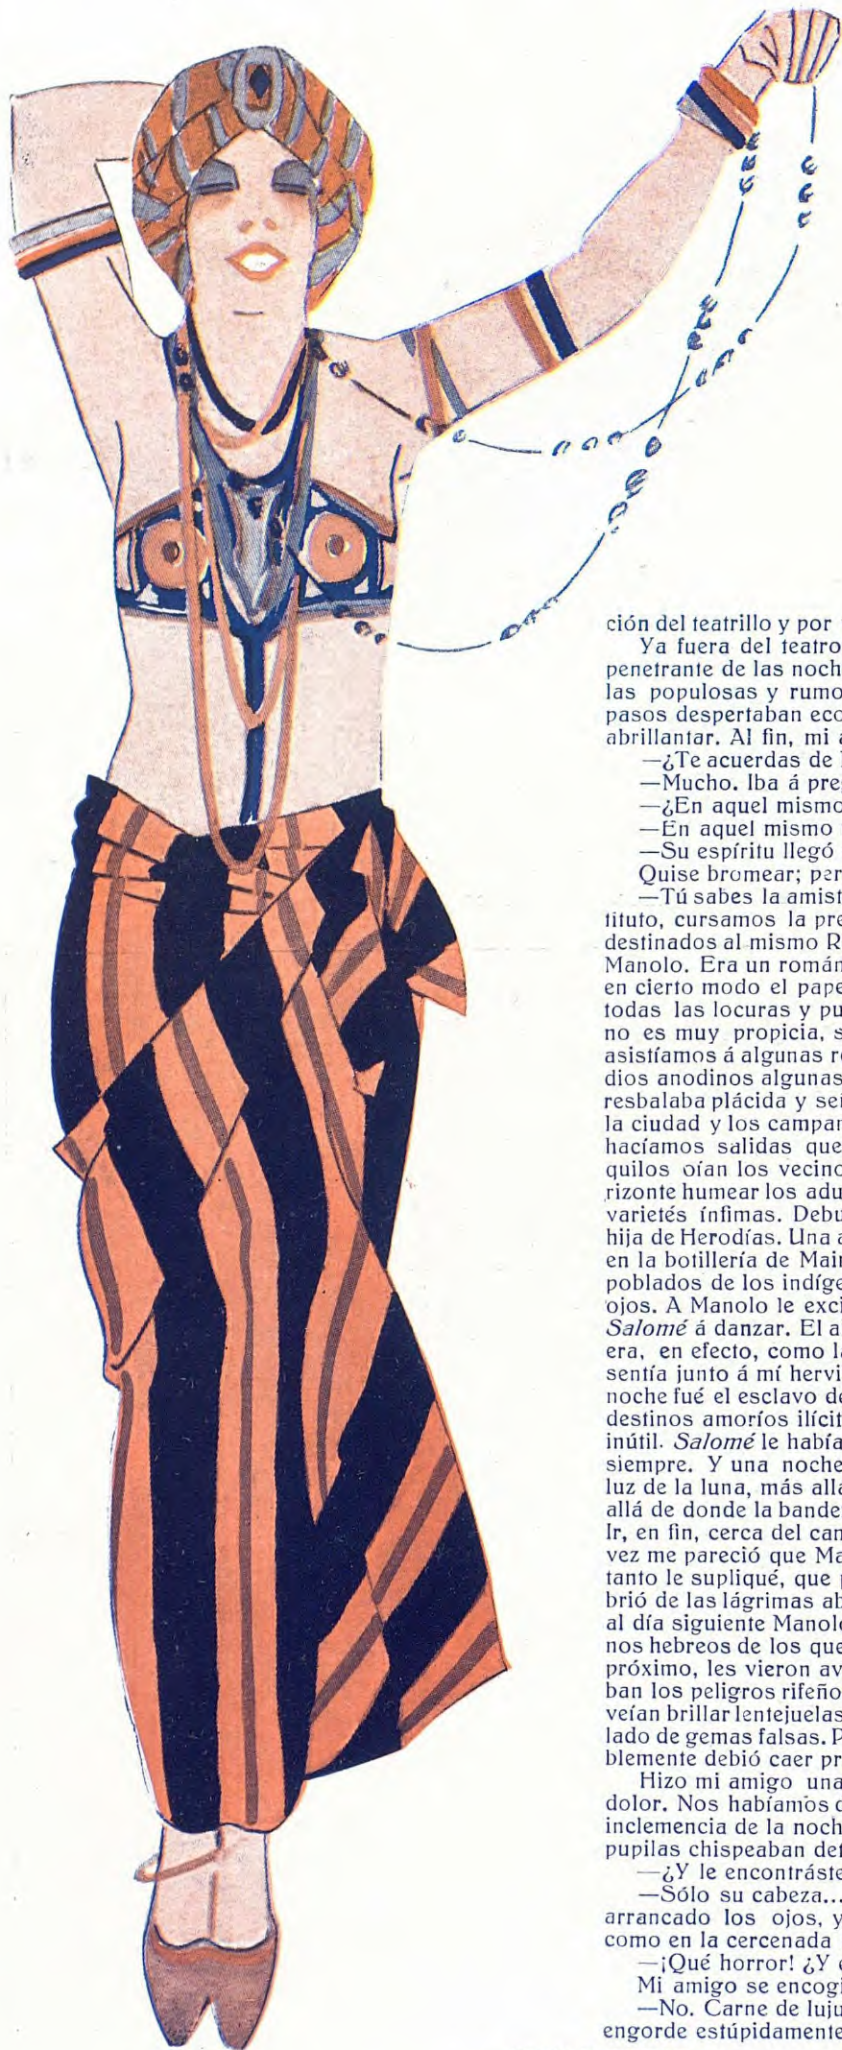 ción del teatrillo y por
Ya fuera del teatro
penetrante de las noch
las populosas y rumo
pasos despertaban eco
abrillantar. Al fin, mi a
—¿Te acuerdas de
—Mucho. Iba á pre
—¿En aquel mismo
—En aquel mismo
—Su espíritu llegó
Quise bromear; per
—Tú sabes la amist
tituto, cursamos la pre
destinados al mismo R
Manolo. Era un román
en cierto modo el pape
todas las locuras y pu
no es muy propicia, s
asistíamos á algunas re
dios anodinos algunas
resbalaba plácida y sei
la ciudad y los campar
hacíamos salidas que
quilos oían los vecino
rizonte humear los adu
varietés ínfimas. Debu
hija de Herodías. Una a
en la botillería de Mair
poblados de los indíge
ojos. A Manolo le exci
Salomé á danzar. El a
era, en efecto, como la
sentía junto á mí hervi
noche fué el esclavo de
destinos amoríos ilícit
inútil. Salomé le había
siempre. Y una noche
luz de la luna, más allá
allá de donde la bande
Ir, en fin, cerca del can
vez me pareció que Ma
tanto le supliqué, que p
brió de las lágrimas ab
al día siguiente Manolo
nos hebreos de los que
próximo, les vieron av
ban los peligros rifeño
veían brillar lentejuelas
lado de gemas falsas. P
blemente debió caer pr
Hizo mi amigo una
dolor. Nos habíamos d
inclemencia de la noch
pupilas chispeaban det
—¿Y le encontráste
—Sólo su cabeza...
arrancado los ojos, y
como en la cercenada
—¡Qué horror! ¿Y e
Mi amigo se encogi
—No. Carne de luju
engorde estúpidamente